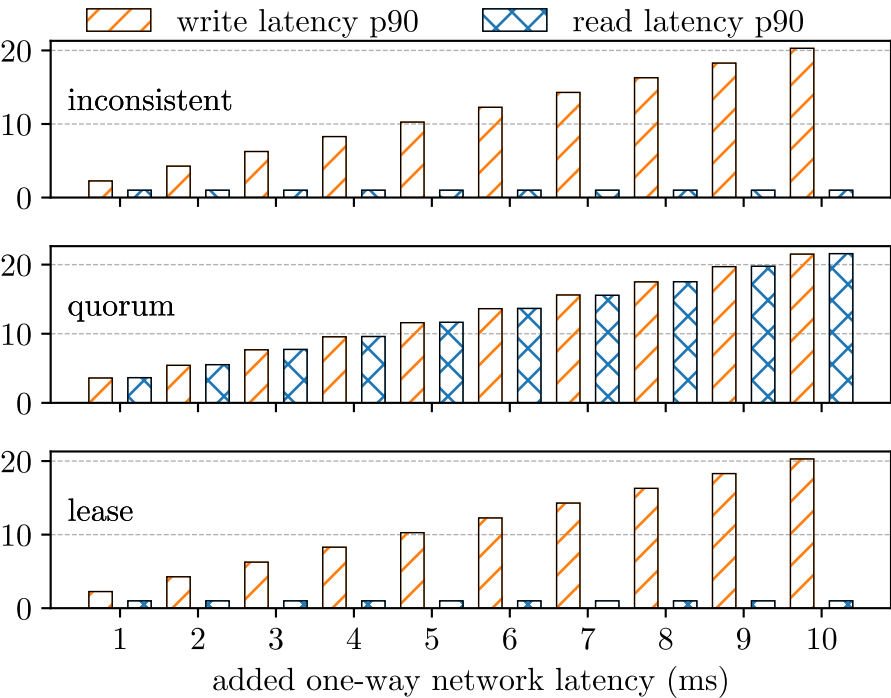 write latency p90 read latency p90
20
inconsistent
10
0
20
quorum
10
0
20
lease
10
0
1 2 3 4 5 6 7 8 9 10
added one-way network latency (ms)